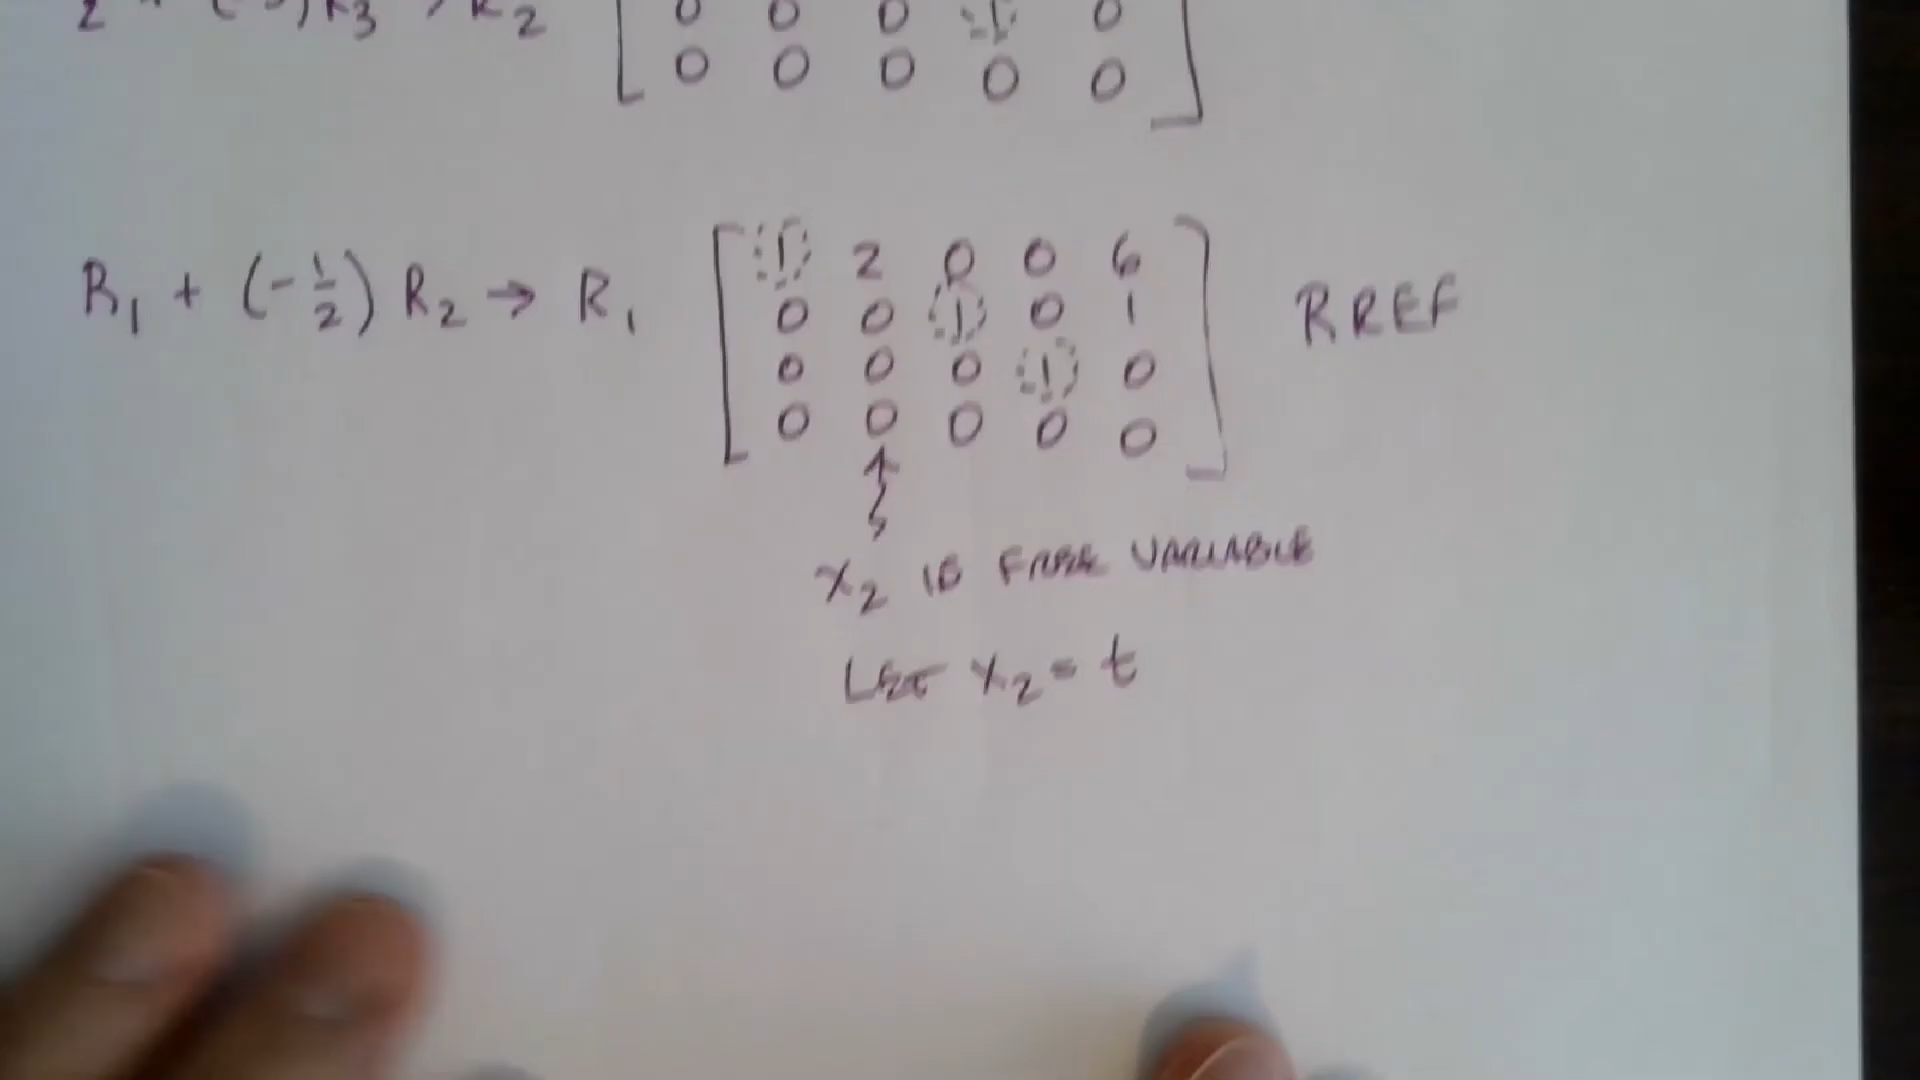 R₃ → R₂ 0 0 0 1 0
0 0 0 0 0
R₁ + (-1/2) R₂ → R₁
1 2 0 0 6
0 0 1 0 1
0 0 0 1 0
0 0 0 0 0
RREF
x₂ IS FREE VARIABLE
LET x₂ = t